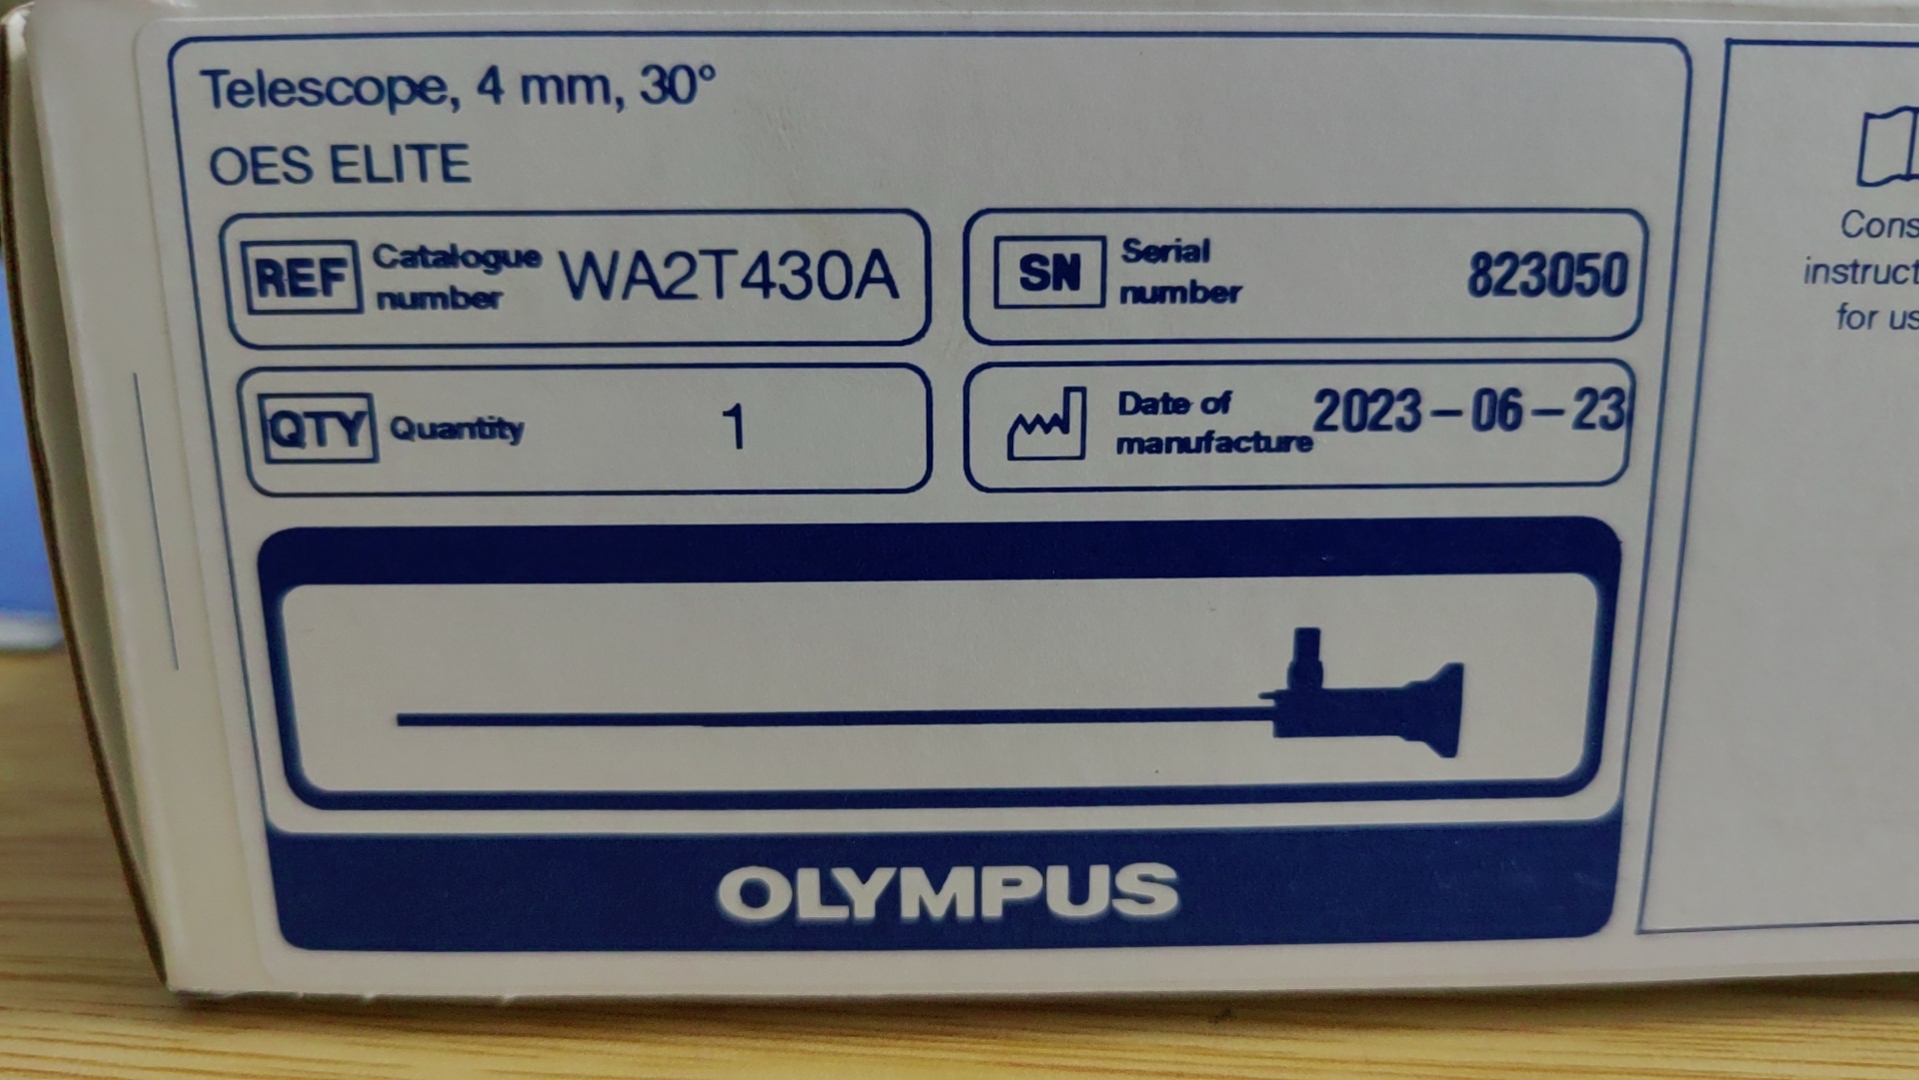 Telescope, 4 mm, 30°
OES ELITE
REF Catalogue number WA2T430A
SN Serial number 823050
QTY Quantity 1
Date of manufacture 2023-06-23
OLYMPUS
for